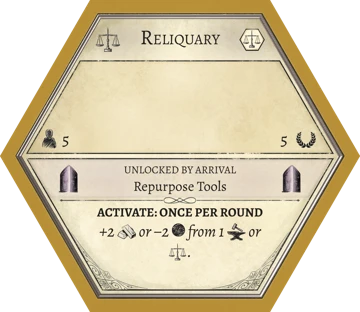 RELIQUARY
5 5
UNLOCKED BY ARRIVAL
Repurpose Tools
ACTIVATE: ONCE PER ROUND
+2 or −2 from 1 or
.